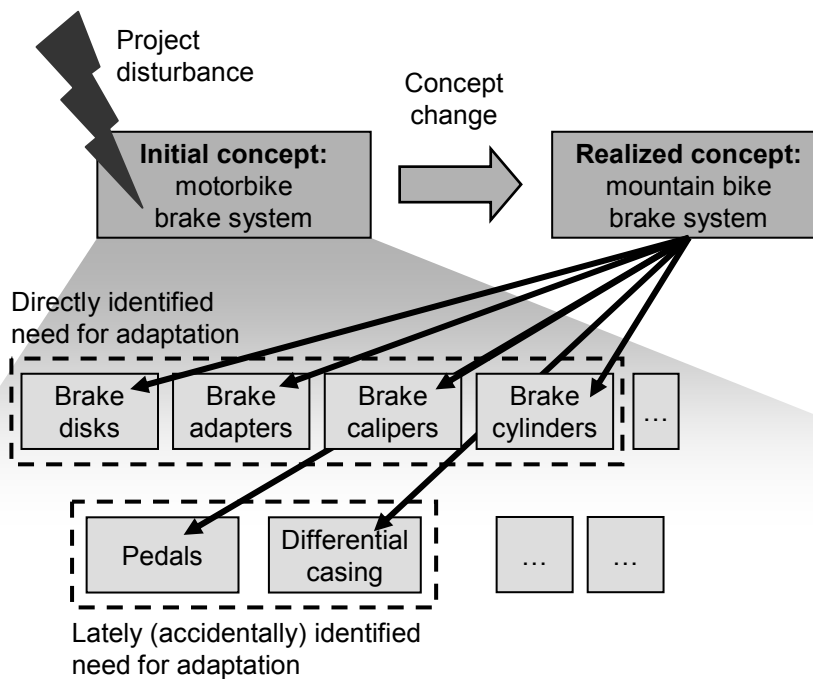 Project
disturbance
Concept
change
Initial concept:
motorbike
brake system
Realized concept:
mountain bike
brake system
Directly identified
need for adaptation
Brake
disks
Brake
adapters
Brake
calipers
Brake
cylinders
…
Pedals
Differential
casing
…
…
Lately (accidentally) identified
need for adaptation